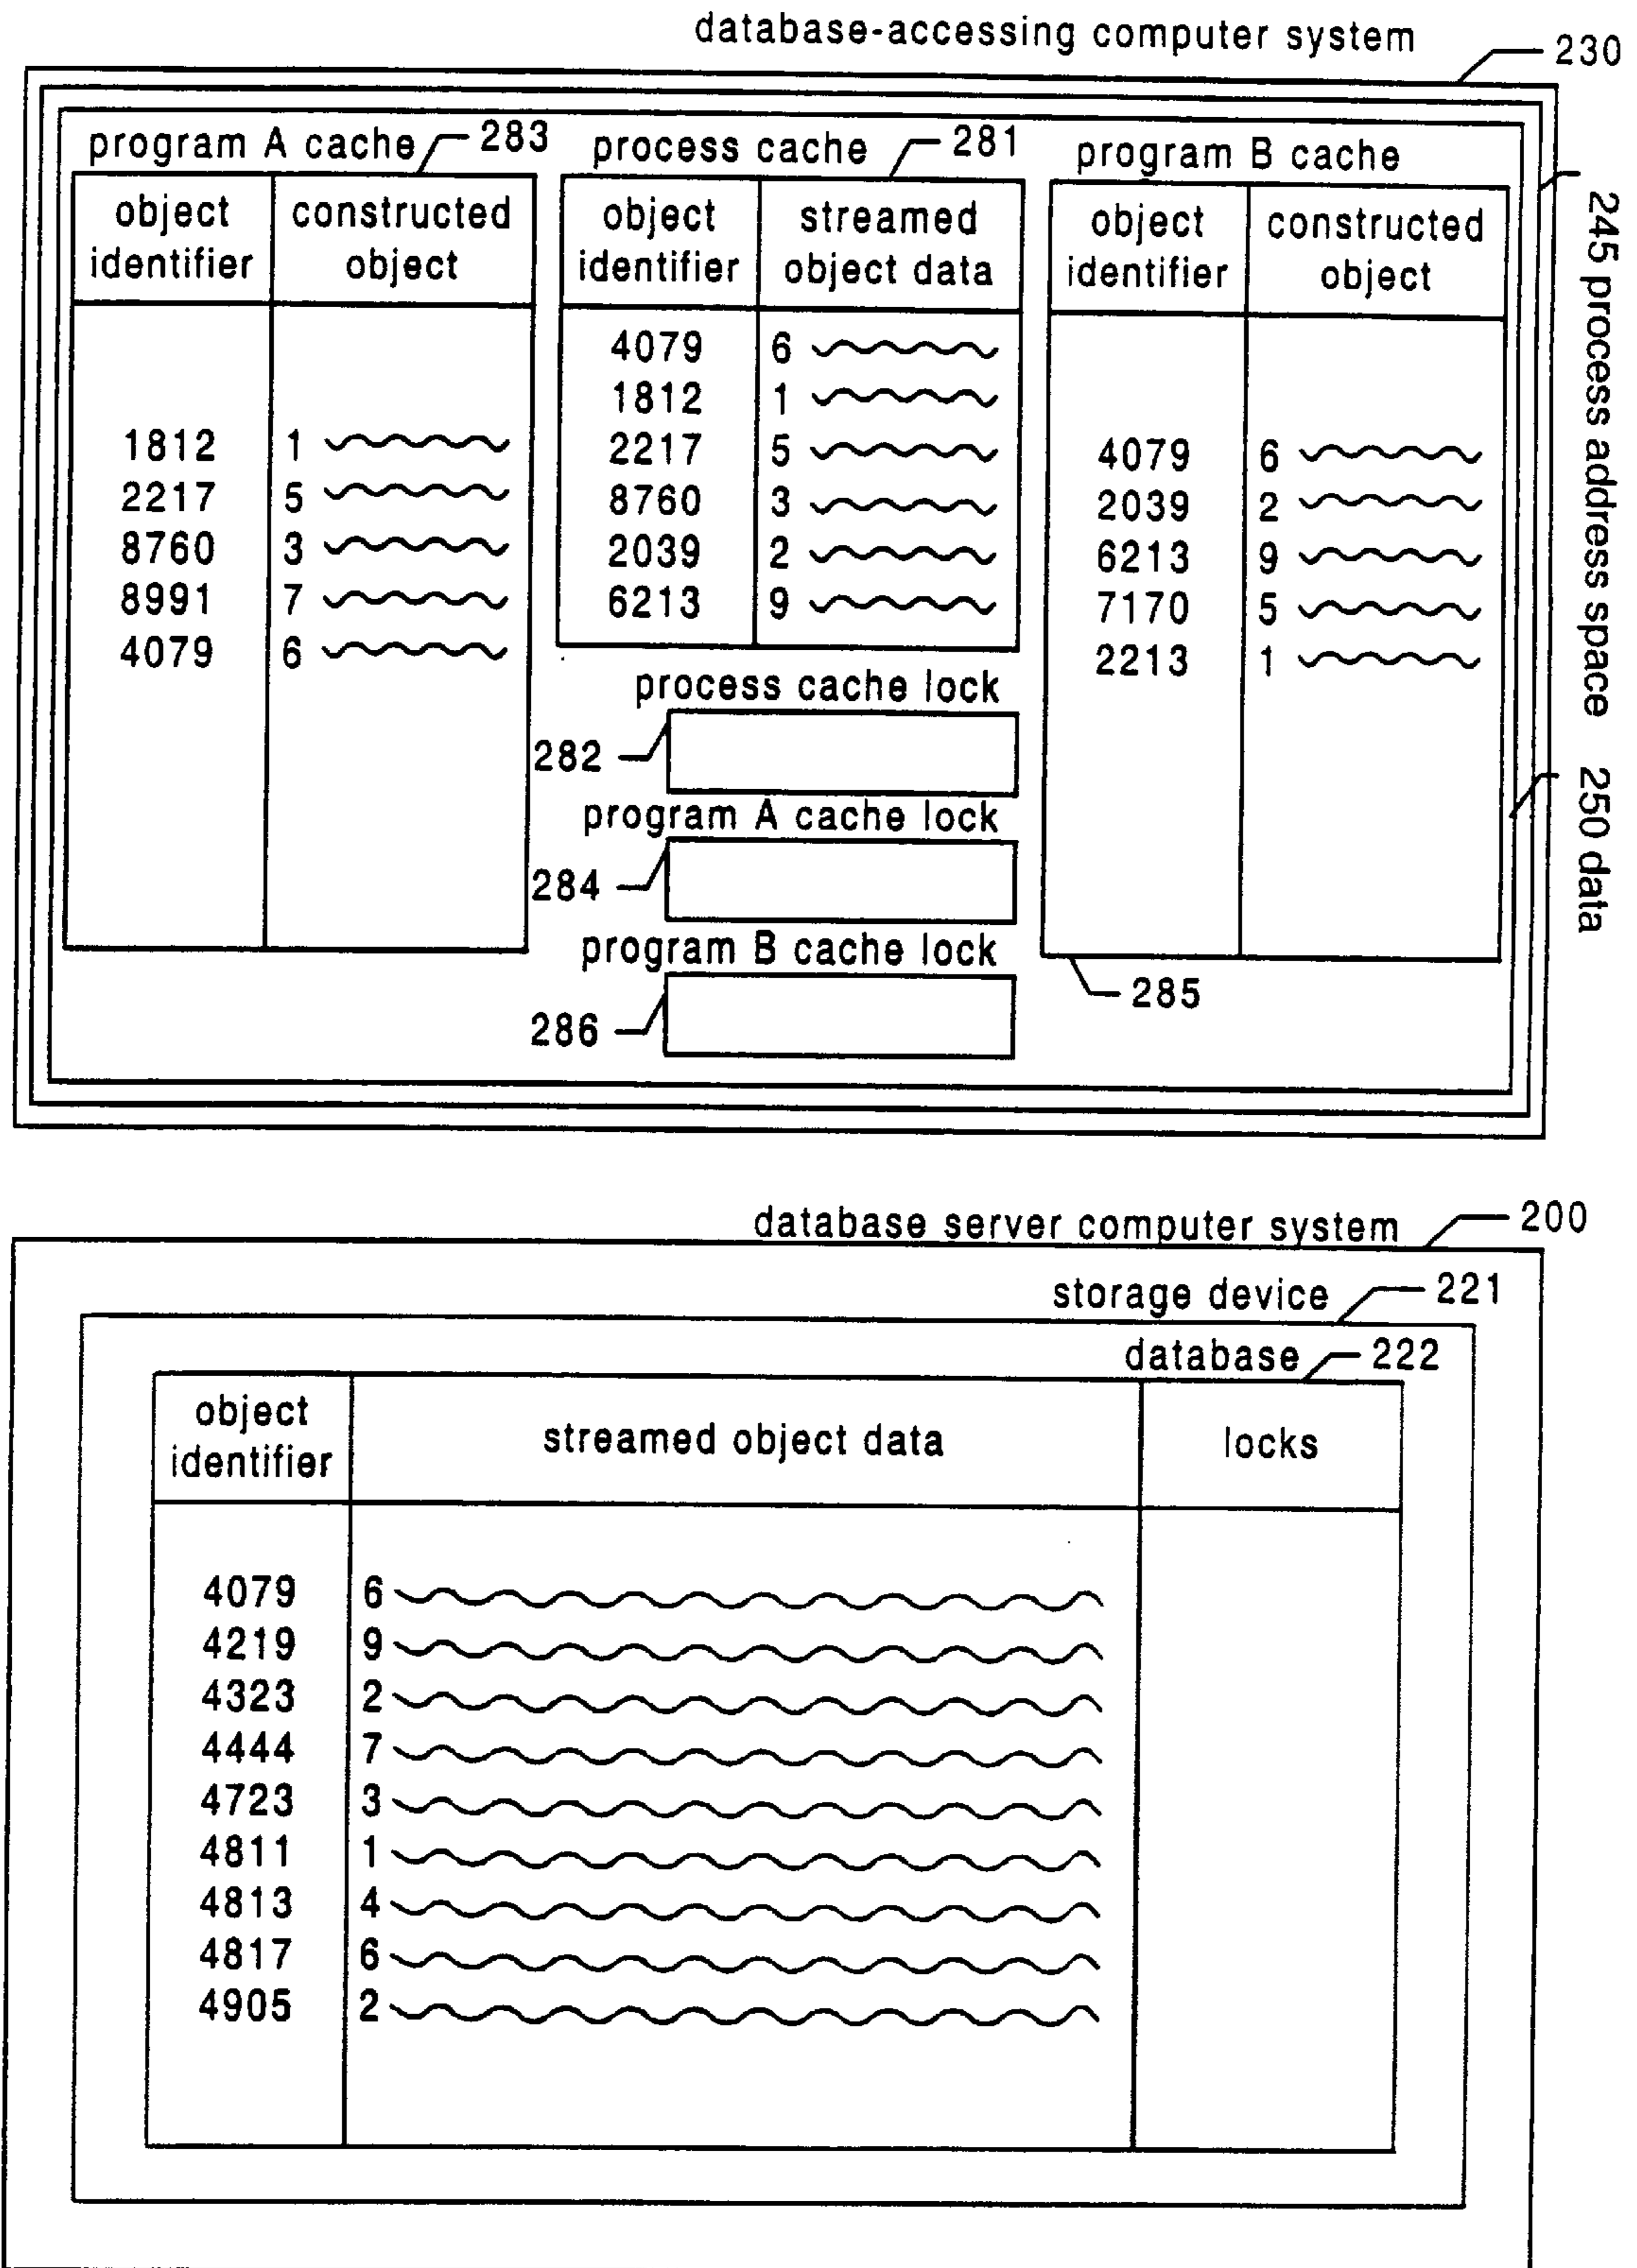 database-accessing computer system
230
program A cache 283
object identifier
constructed object
1812 1
2217 5
8760 3
8991 7
4079 6
process cache 281
object identifier
streamed object data
4079 6
1812 1
2217 5
8760 3
2039 2
6213 9
process cache lock
282
program A cache lock
284
program B cache lock
286
program B cache
object identifier
constructed object
4079 6
2039 2
6213 9
7170 5
2213 1
285
245 process address space
250 data
database server computer system
200
storage device 221
database 222
object identifier
streamed object data
locks
4079 6
4219 9
4323 2
4444 7
4723 3
4811 1
4813 4
4817 6
4905 2